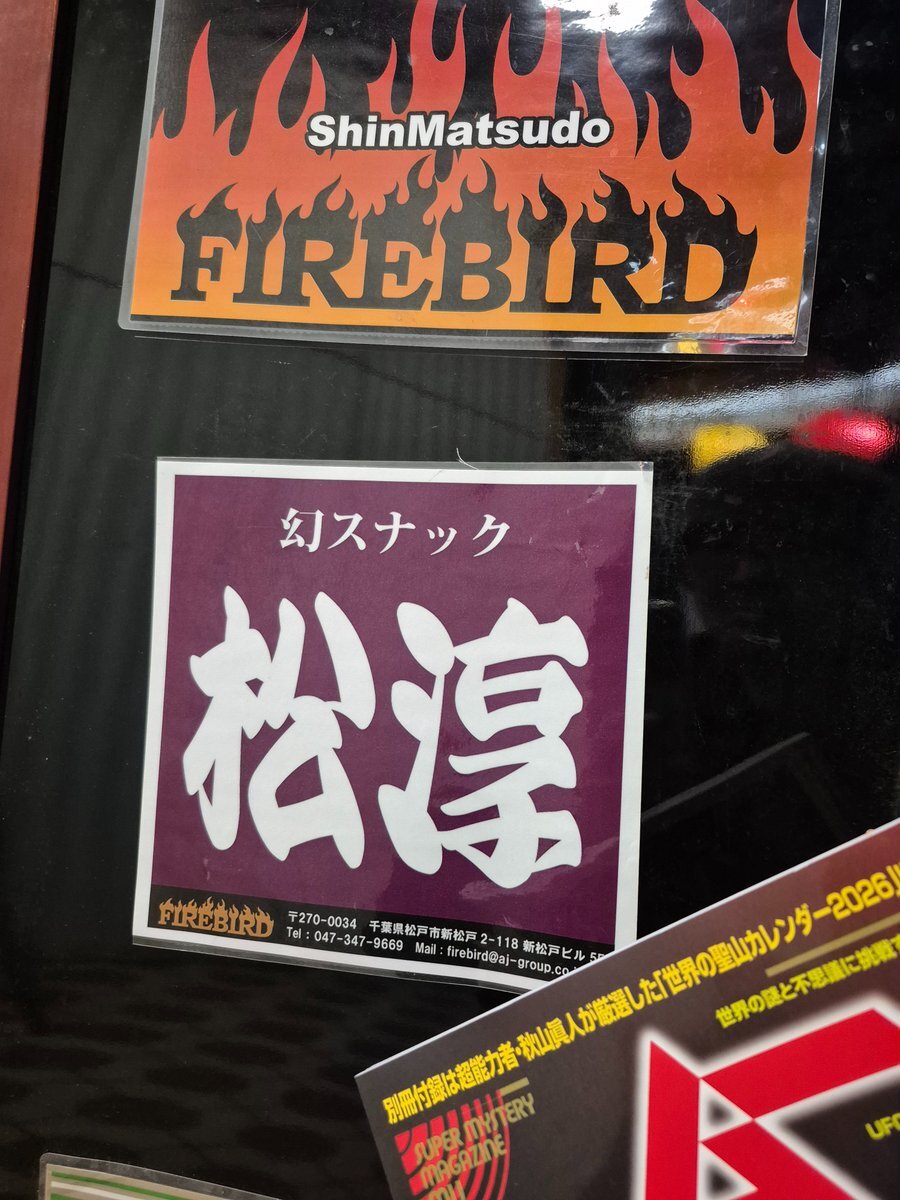 ShinMatsudo
FIREBIRD
幻スナック
松淳
FIREBIRD
〒270-0034 千葉県松戸市新松戸 2-118 新松戸ビル
Tel : 047-347-9669 Mail : firebird@aj-group.co
別冊付録は超能力者・秋山眞人が厳選した「世界の聖山カレンダー2026」
世界の謎と不思議に挑戦
SUPER MYSTERY
MAGAZINE
MU
UFO